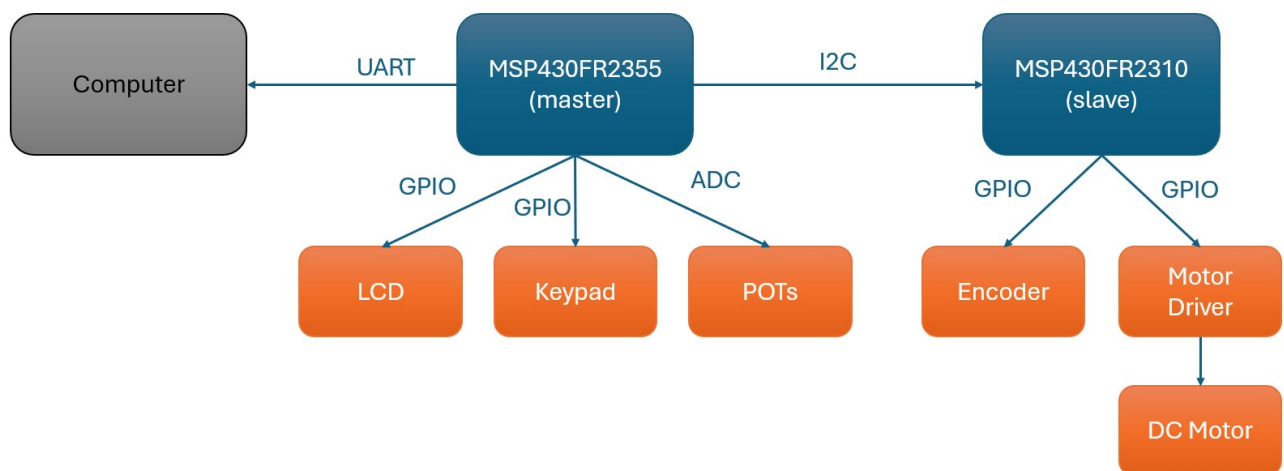 Computer
UART
MSP430FR2355
(master)
I2C
MSP430FR2310
(slave)
GPIO
GPIO
ADC
GPIO
GPIO
LCD
Keypad
POTs
Encoder
Motor
Driver
DC Motor